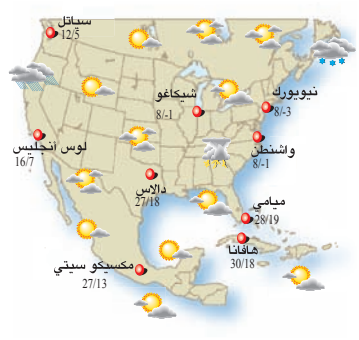 سياتل
12/5
شيكاغو
8/-1
نيويورك
8/-3
لوس انجليس
16/7
واشنطن
8/-1
دالاس
27/18
ميامي
28/19
هافانا
30/18
مكسيكو سيتي
27/13